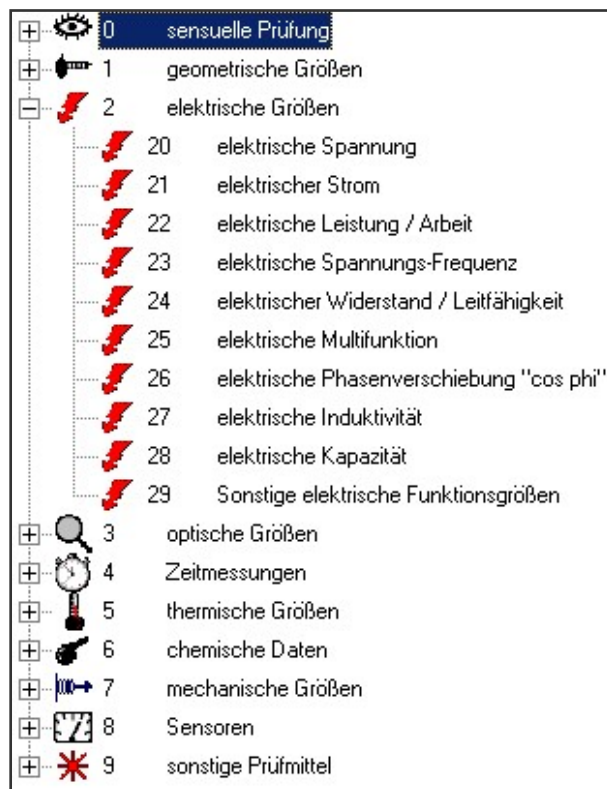 0 sensuelle Prüfung
1 geometrische Größen
2 elektrische Größen
20 elektrische Spannung
21 elektrischer Strom
22 elektrische Leistung / Arbeit
23 elektrische Spannungs-Frequenz
24 elektrischer Widerstand / Leitfähigkeit
25 elektrische Multifunktion
26 elektrische Phasenverschiebung "cos phi"
27 elektrische Induktivität
28 elektrische Kapazität
29 Sonstige elektrische Funktionsgrößen
3 optische Größen
4 Zeitmessungen
5 thermische Größen
6 chemische Daten
7 mechanische Größen
8 Sensoren
9 sonstige Prüfmittel